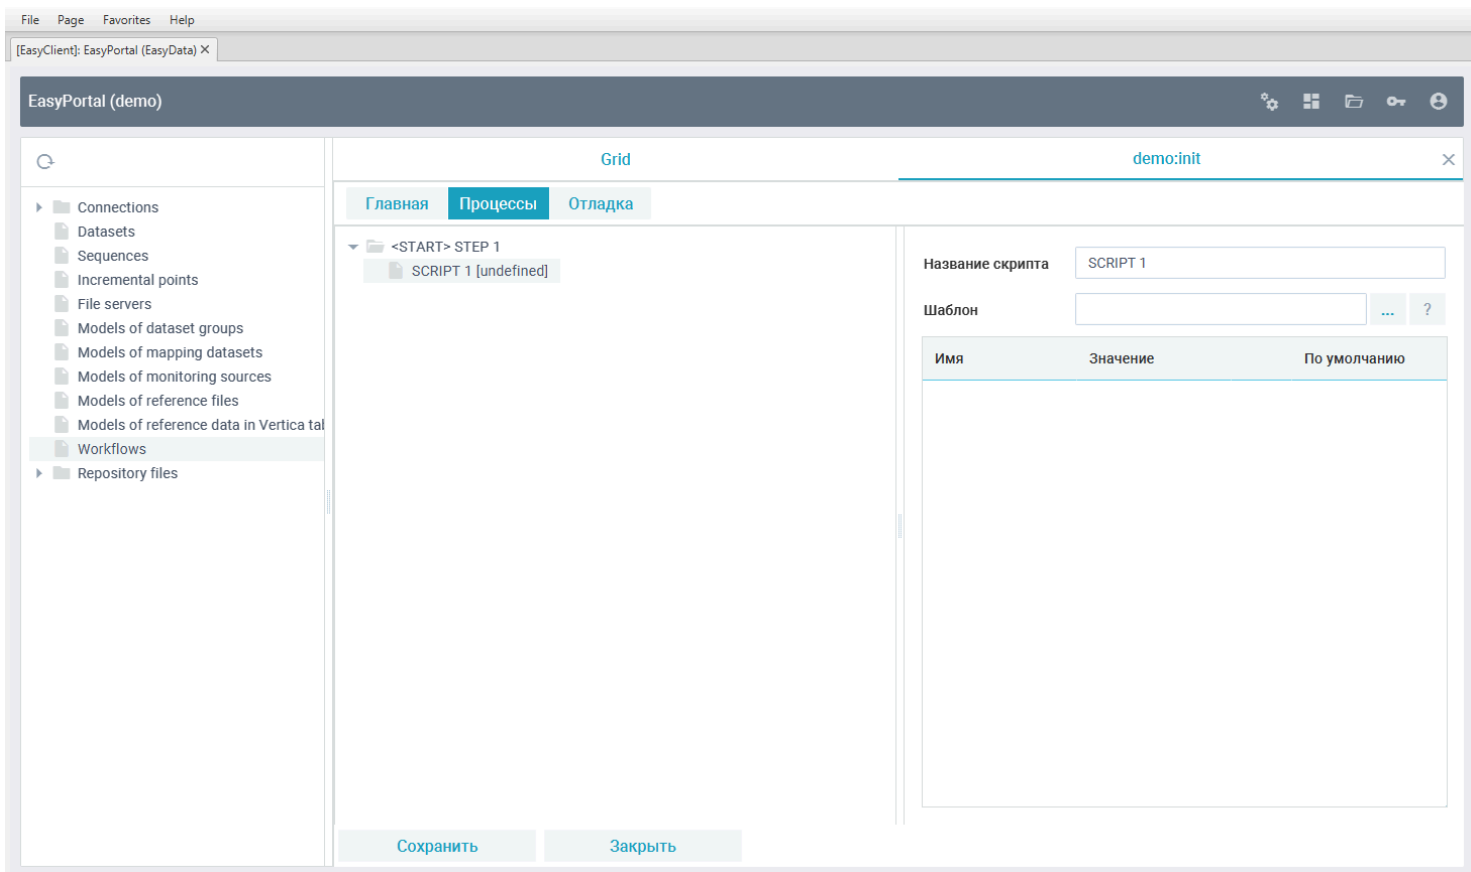 File Page Favorites Help
[EasyClient]: EasyPortal (EasyData) ✕
EasyPortal (demo)
Grid
demo:init
Главная Процессы Отладка
Connections
Datasets
Sequences
Incremental points
File servers
Models of dataset groups
Models of mapping datasets
Models of monitoring sources
Models of reference files
Models of reference data in Vertica tal
Workflows
Repository files
<START> STEP 1
SCRIPT 1 [undefined]
Название скрипта SCRIPT 1
Шаблон ... ?
Имя Значение По умолчанию
Сохранить Закрыть